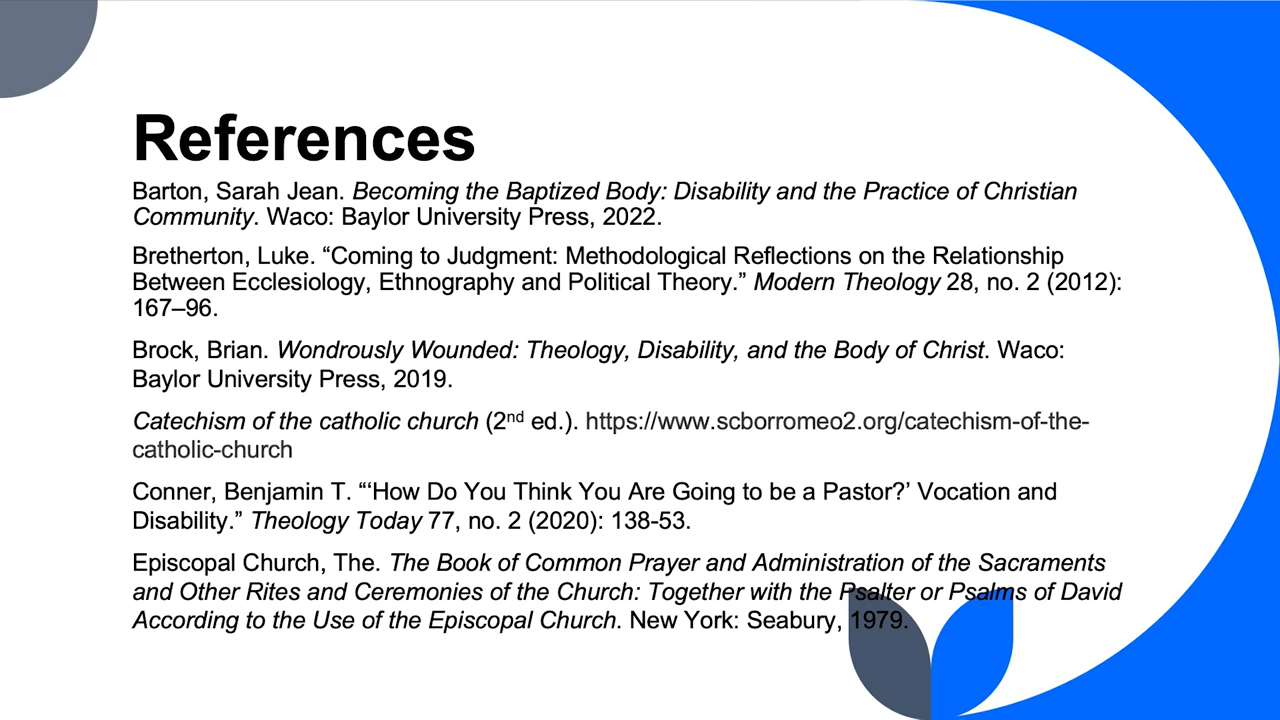 References
Barton, Sarah Jean. Becoming the Baptized Body: Disability and the Practice of Christian
Community. Waco: Baylor University Press, 2022.
Bretherton, Luke. “Coming to Judgment: Methodological Reflections on the Relationship
Between Ecclesiology, Ethnography and Political Theory.” Modern Theology 28, no. 2 (2012):
167–96.
Brock, Brian. Wondrously Wounded: Theology, Disability, and the Body of Christ. Waco:
Baylor University Press, 2019.
Catechism of the catholic church (2nd ed.). https://www.scborromeo2.org/catechism-of-the-
catholic-church
Conner, Benjamin T. “‘How Do You Think You Are Going to be a Pastor?’ Vocation and
Disability.” Theology Today 77, no. 2 (2020): 138-53.
Episcopal Church, The. The Book of Common Prayer and Administration of the Sacraments
and Other Rites and Ceremonies of the Church: Together with the Psalter or Psalms of David
According to the Use of the Episcopal Church. New York: Seabury, 1979.